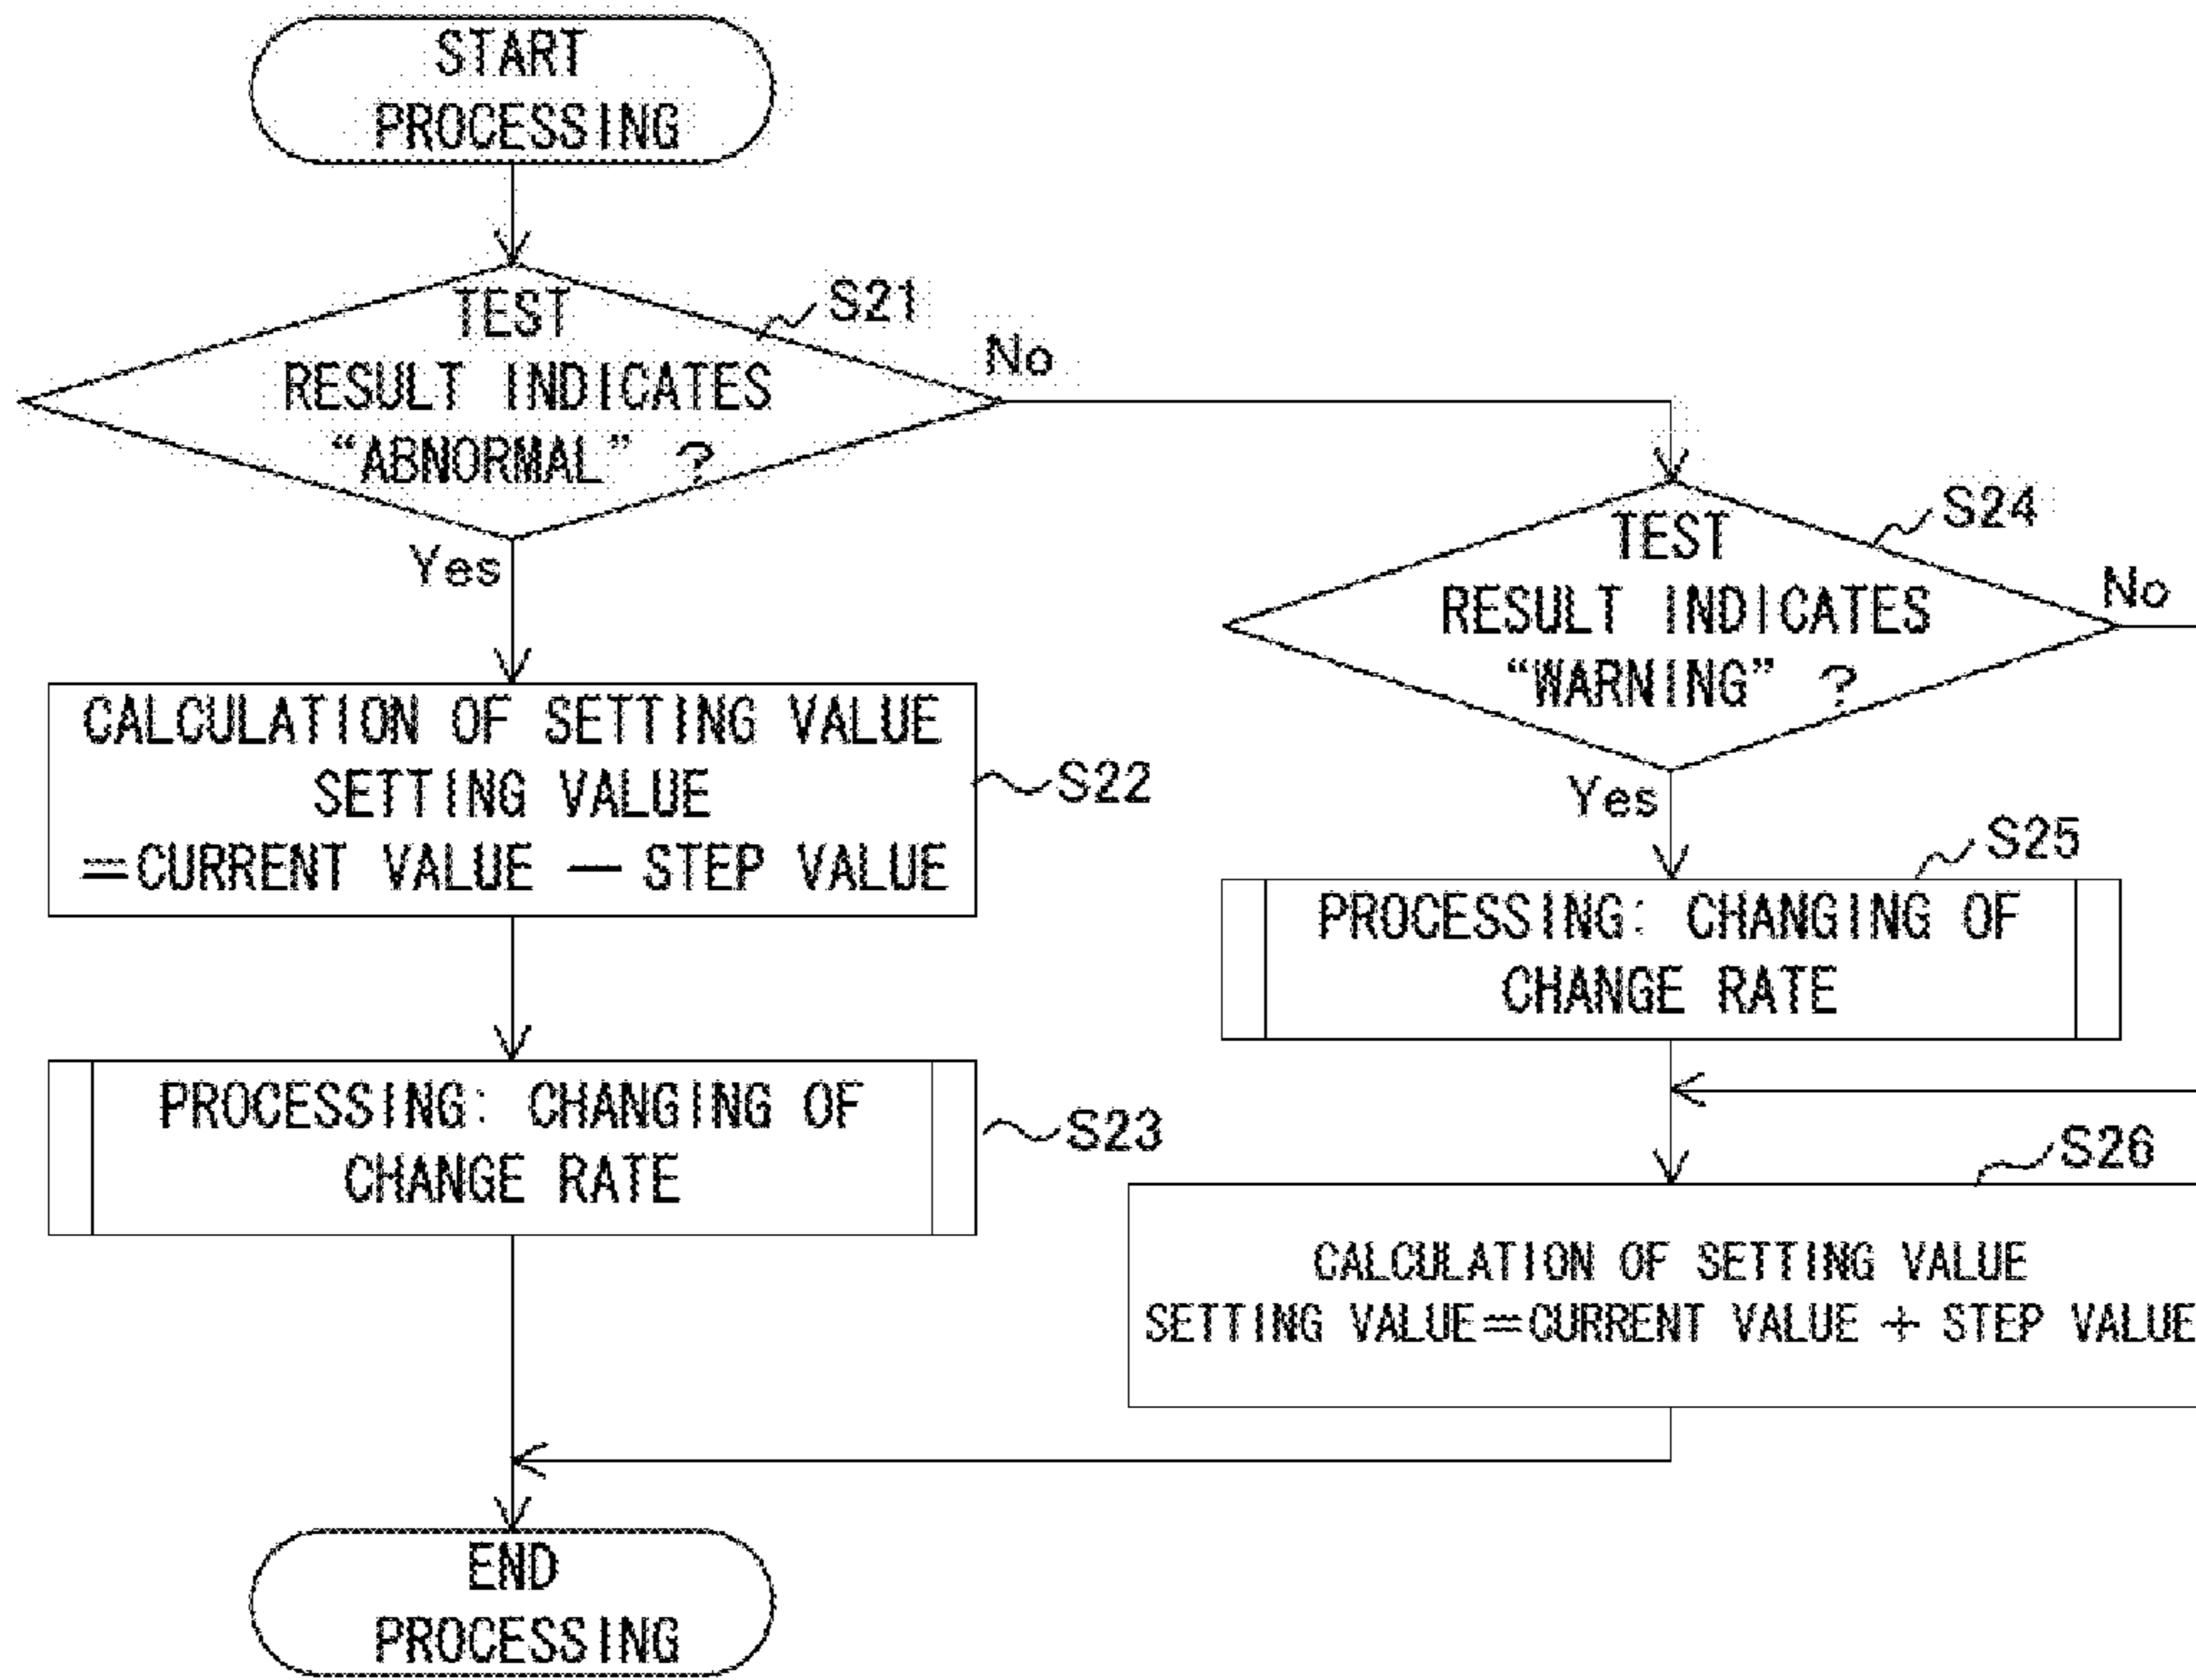 START
PROCESSING
S21
TEST
RESULT INDICATES
“ABNORMAL” ?
No
Yes
CALCULATION OF SETTING VALUE
SETTING VALUE
=CURRENT VALUE — STEP VALUE
S22
PROCESSING: CHANGING OF
CHANGE RATE
S23
S24
TEST
RESULT INDICATES
“WARNING” ?
No
Yes
S25
PROCESSING: CHANGING OF
CHANGE RATE
S26
CALCULATION OF SETTING VALUE
SETTING VALUE=CURRENT VALUE + STEP VALUE
END
PROCESSING